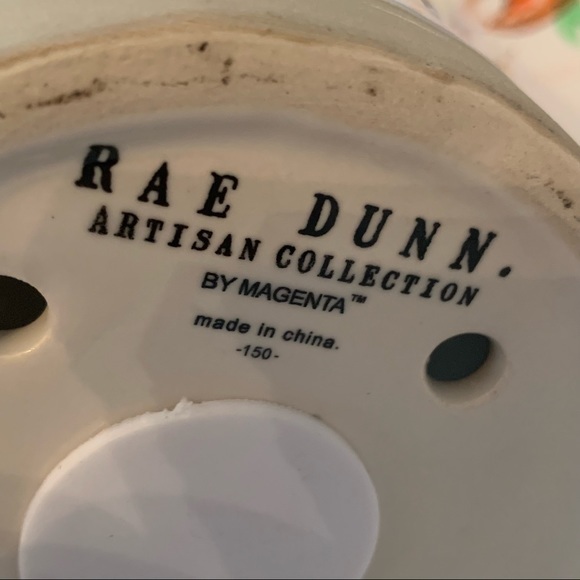 RAE DUNN.
ARTISAN COLLECTION
BY MAGENTA™
made in china.
-150-